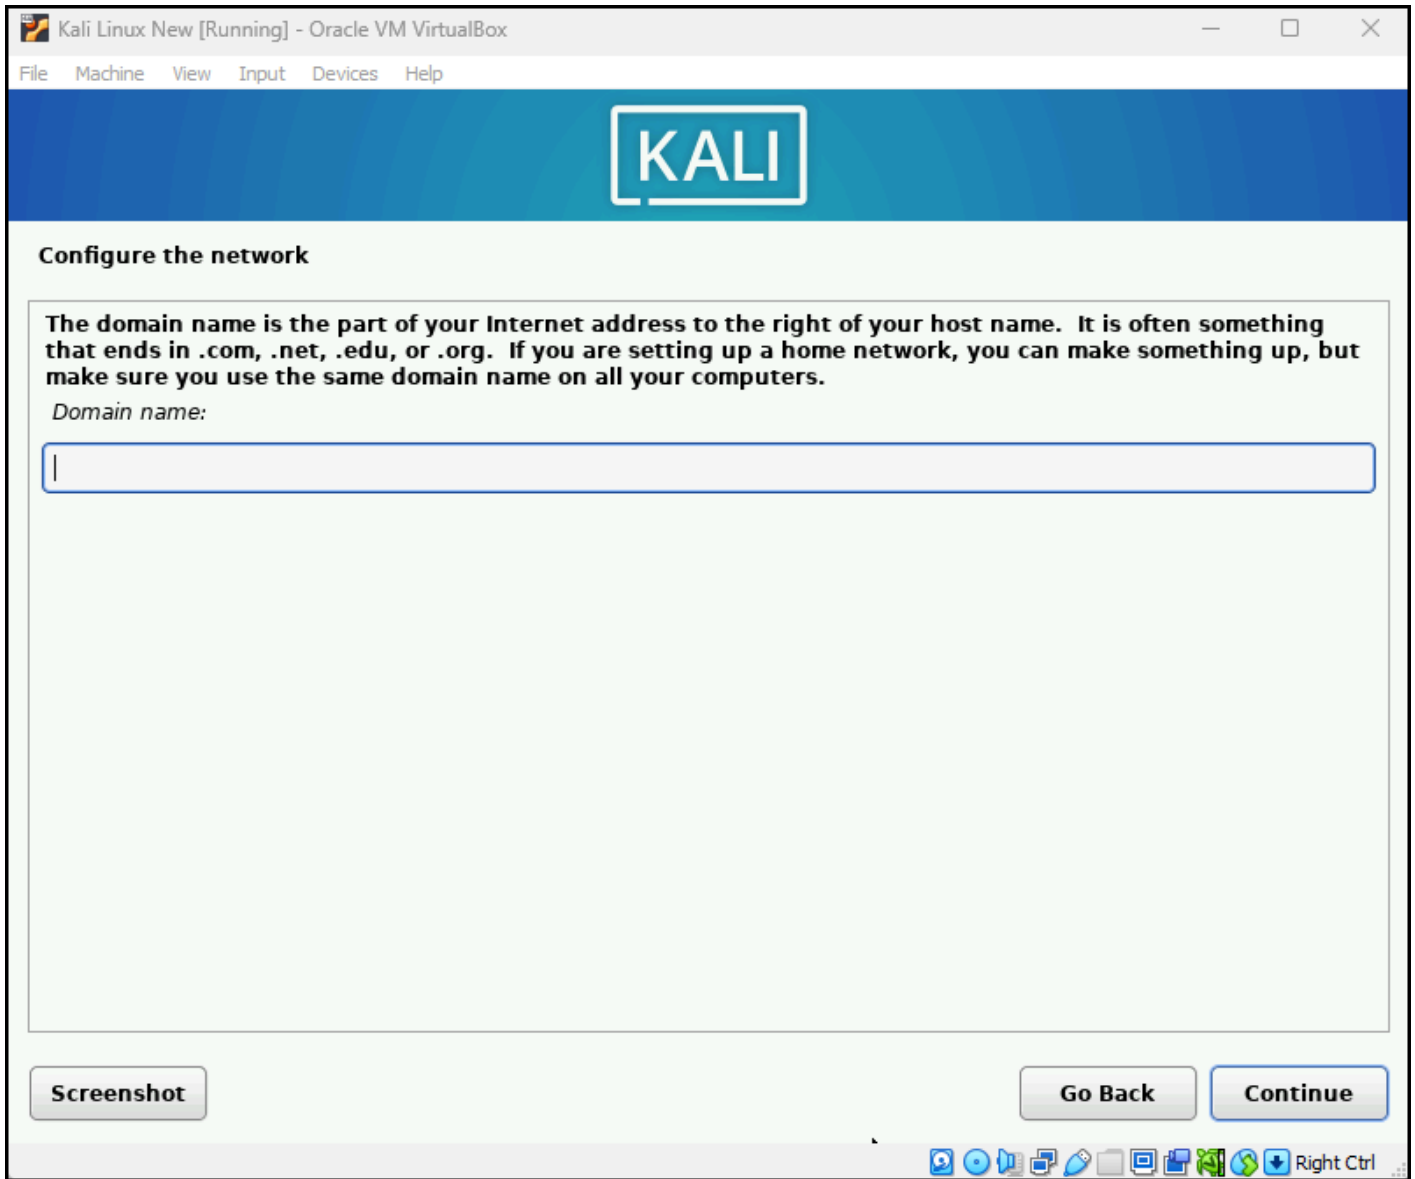 Kali Linux New [Running] - Oracle VM VirtualBox
File Machine View Input Devices Help
KALI
Configure the network
The domain name is the part of your Internet address to the right of your host name.  It is often something
that ends in .com, .net, .edu, or .org.  If you are setting up a home network, you can make something up, but
make sure you use the same domain name on all your computers.
Domain name:
Screenshot Go Back Continue
Right Ctrl